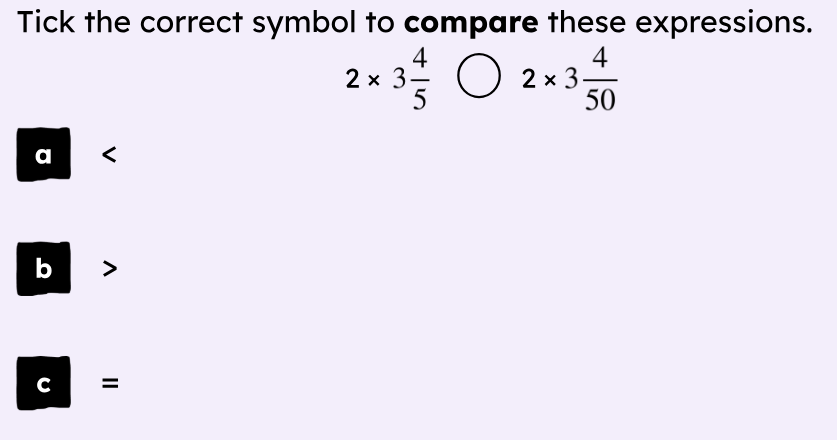 Tick the correct symbol to compare these expressions.
2 × 3 4/5 ◯ 2 × 3 4/50
a <
b >
c =